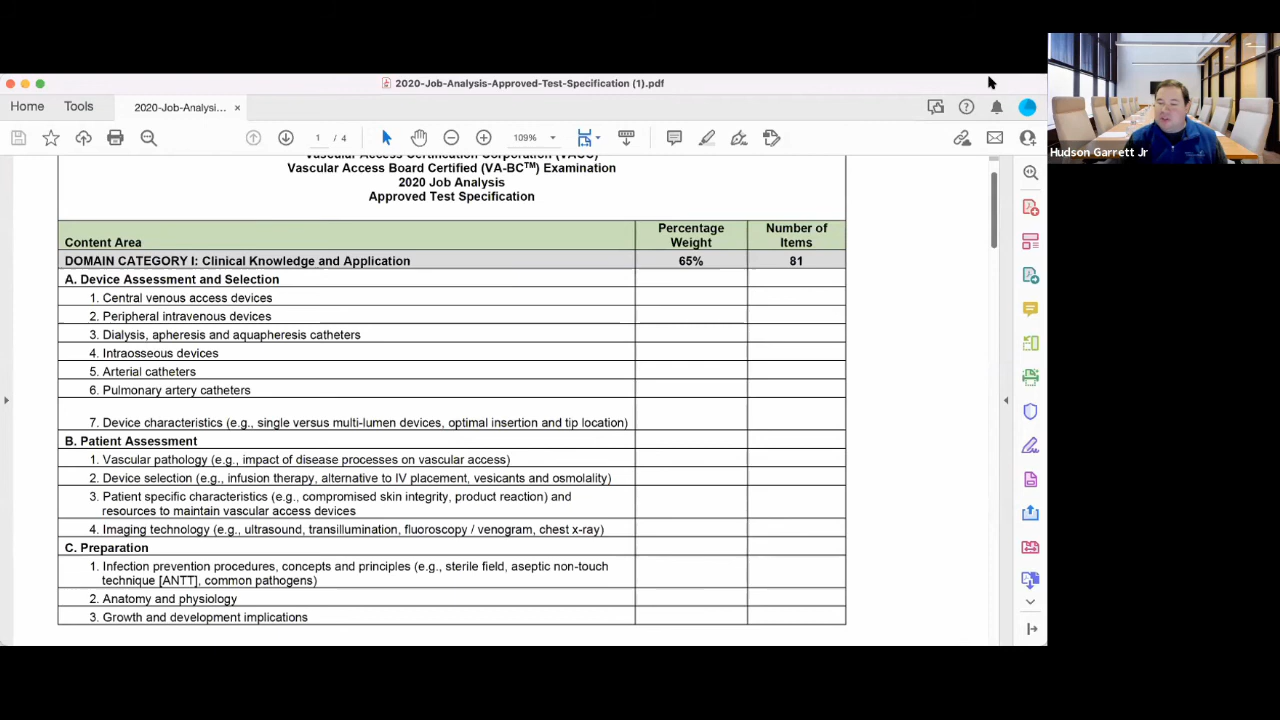 2020-Job-Analysis-Approved-Test-Specification (1).pdf
Home Tools 2020-Job-Analysi... ×
1 / 4 109%
Hudson Garrett Jr
Vascular Access Certification Corporation (VACC)
Vascular Access Board Certified (VA-BC™) Examination
2020 Job Analysis
Approved Test Specification
Content Area Percentage Weight Number of Items
DOMAIN CATEGORY I: Clinical Knowledge and Application 65% 81
A. Device Assessment and Selection
1. Central venous access devices
2. Peripheral intravenous devices
3. Dialysis, apheresis and aquapheresis catheters
4. Intraosseous devices
5. Arterial catheters
6. Pulmonary artery catheters
7. Device characteristics (e.g., single versus multi-lumen devices, optimal insertion and tip location)
B. Patient Assessment
1. Vascular pathology (e.g., impact of disease processes on vascular access)
2. Device selection (e.g., infusion therapy, alternative to IV placement, vesicants and osmolality)
3. Patient specific characteristics (e.g., compromised skin integrity, product reaction) and
resources to maintain vascular access devices
4. Imaging technology (e.g., ultrasound, transillumination, fluoroscopy / venogram, chest x-ray)
C. Preparation
1. Infection prevention procedures, concepts and principles (e.g., sterile field, aseptic non-touch
technique [ANTT], common pathogens)
2. Anatomy and physiology
3. Growth and development implications